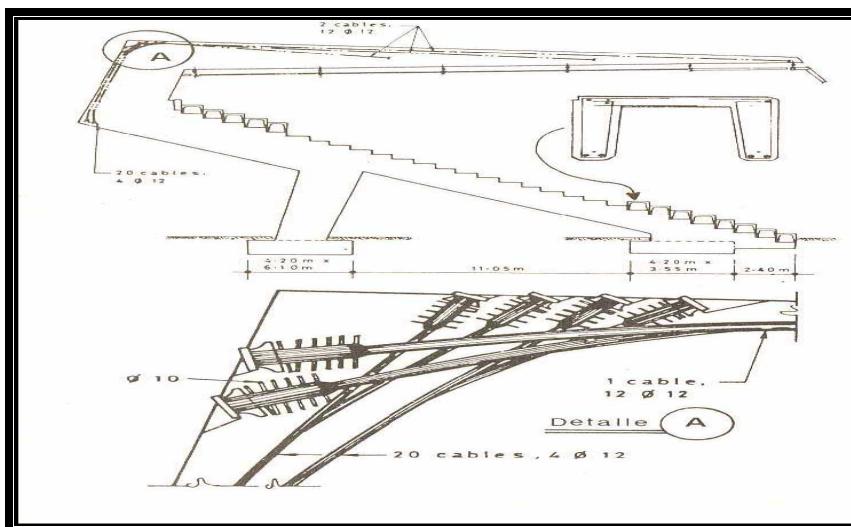 2 cables.
12 Ø 12
A
20 cables.
4 Ø 12
4.20 m ×
6.10 m
11.05 m
4.20 m ×
3.55 m
2.40 m
Ø 10
1 cable.
12 Ø 12
Detalle A
20 cables, 4 Ø 12